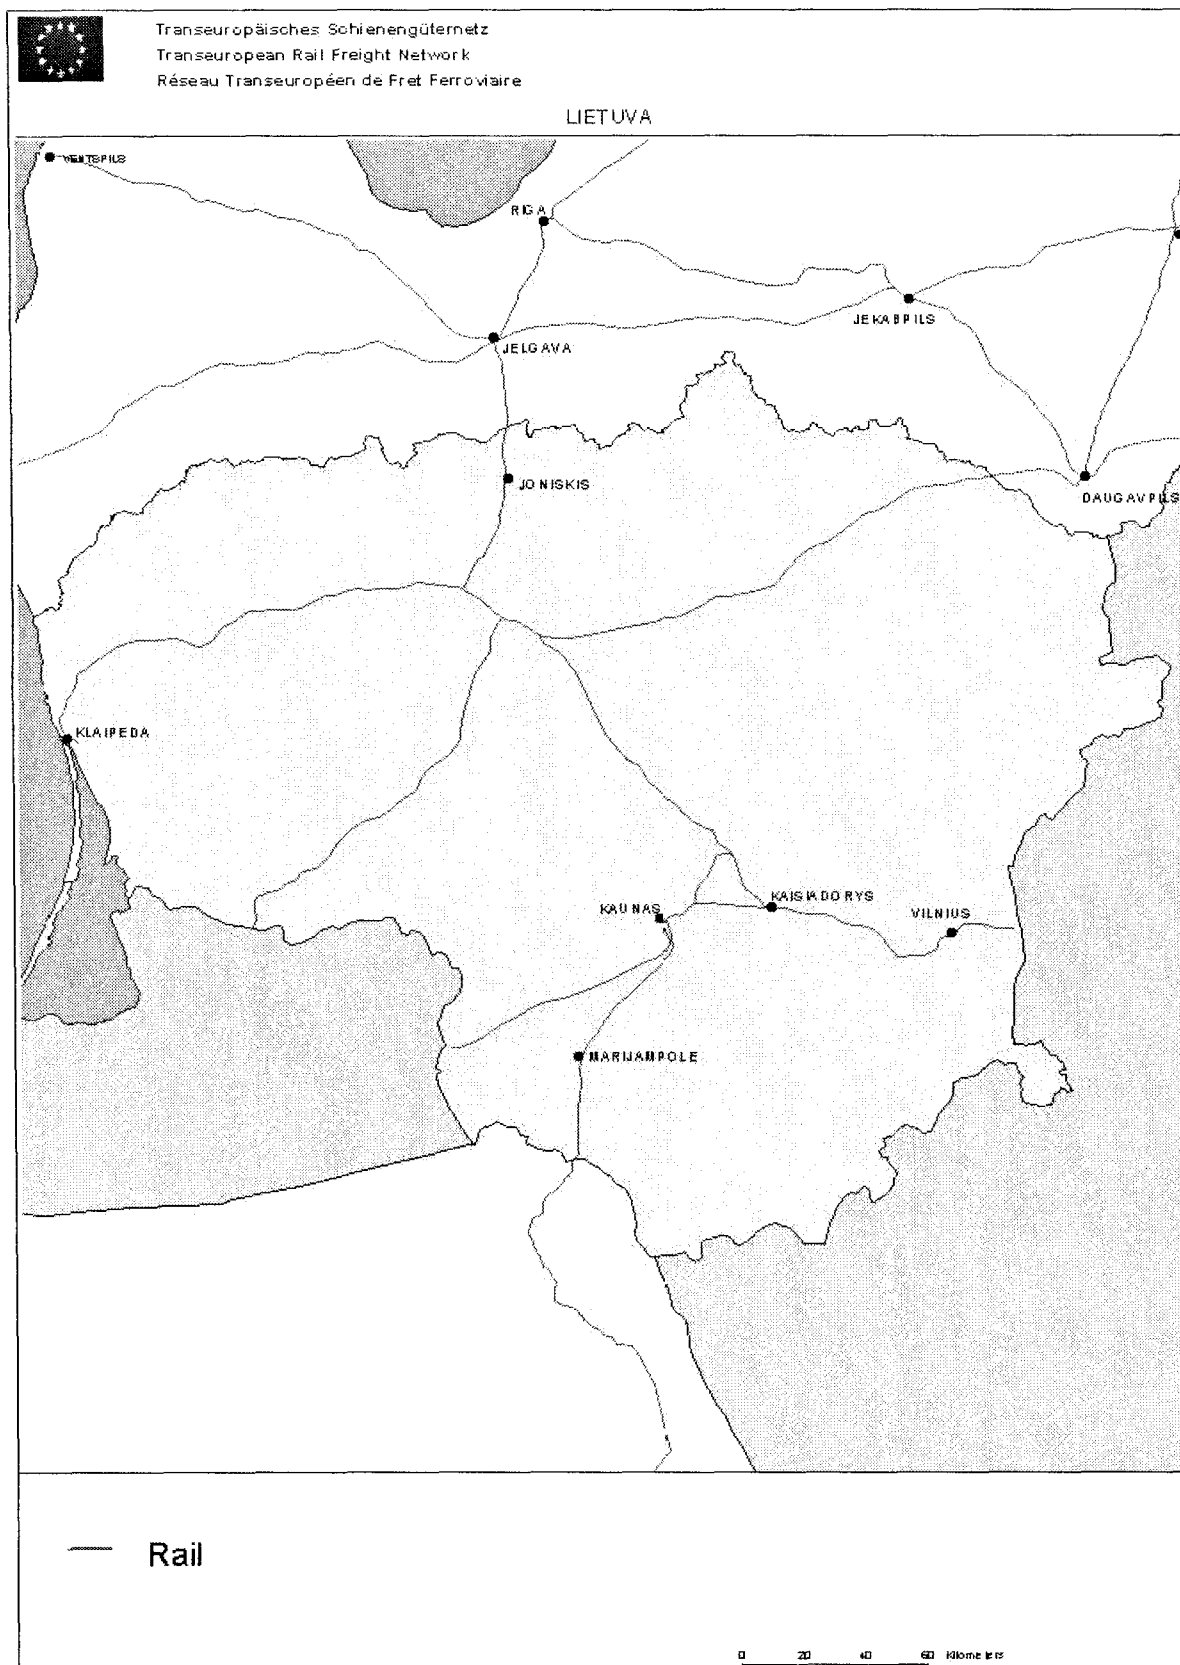 Transeuropäisches Schienengüternetz
Transeuropean Rail Freight Network
Réseau Transeuropéen de Fret Ferroviaire
LIETUVA
VENTSPILS
RIGA
JEKABPILS
JELGAVA
JONISKIS
DAUGAVPILS
KLAIPEDA
KAISIADORYS
KAUNAS
VILNIUS
MARIJAMPOLE
Rail
0 20 40 60 Kilometers